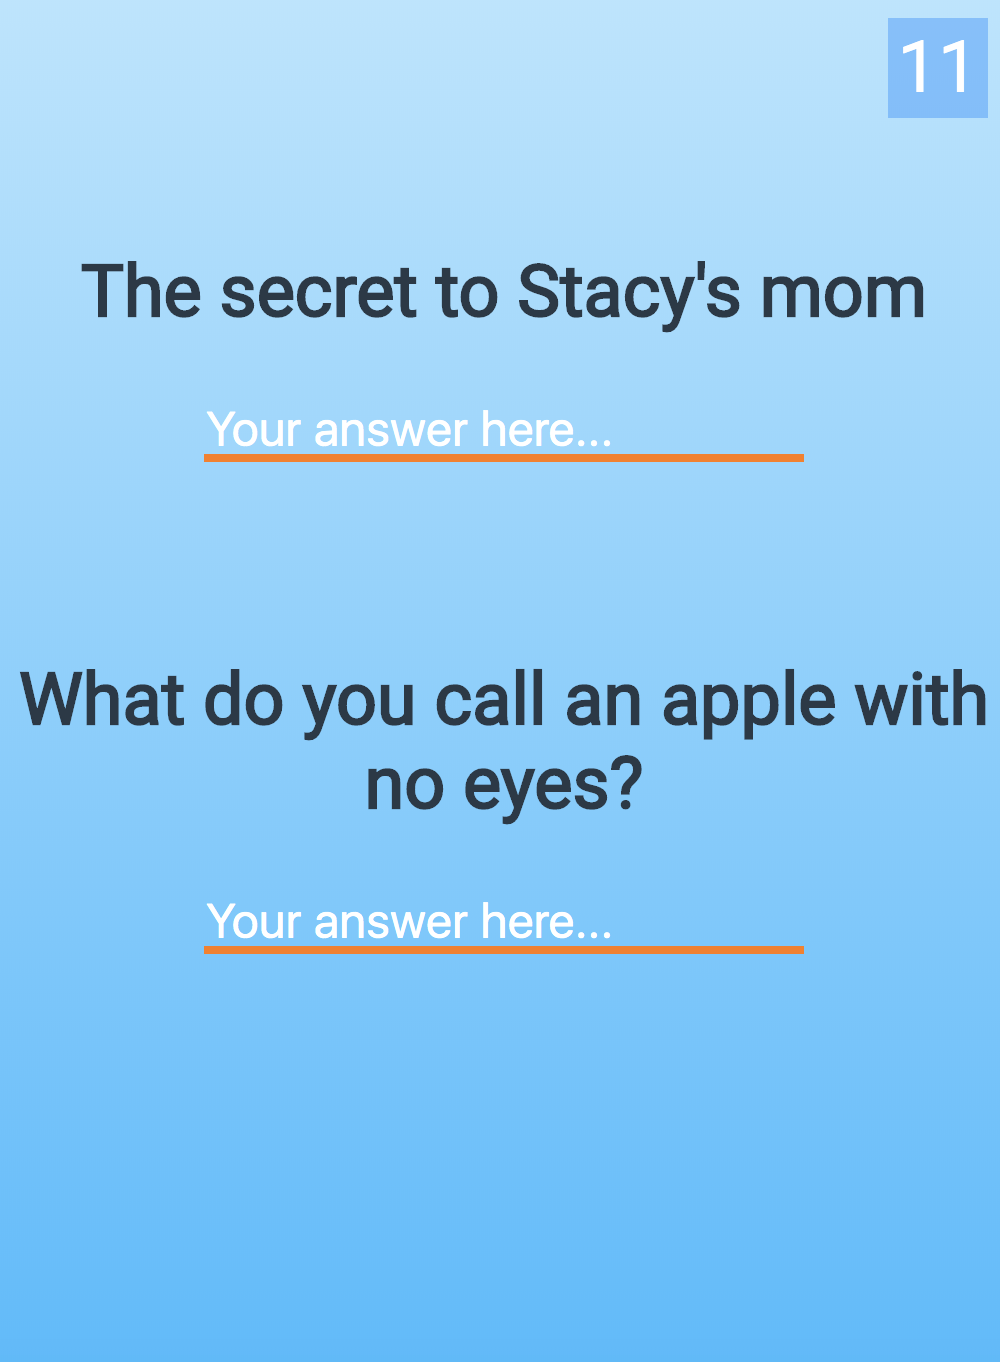 11
The secret to Stacy's mom
Your answer here...
What do you call an apple with
no eyes?
Your answer here...